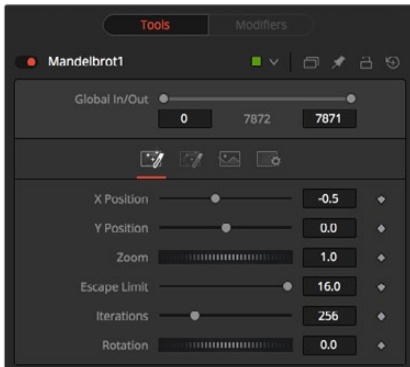 Tools Modifiers
Mandelbrot1
Global In/Out
0 7872 7871
X Position -0.5
Y Position 0.0
Zoom 1.0
Escape Limit 16.0
Iterations 256
Rotation 0.0